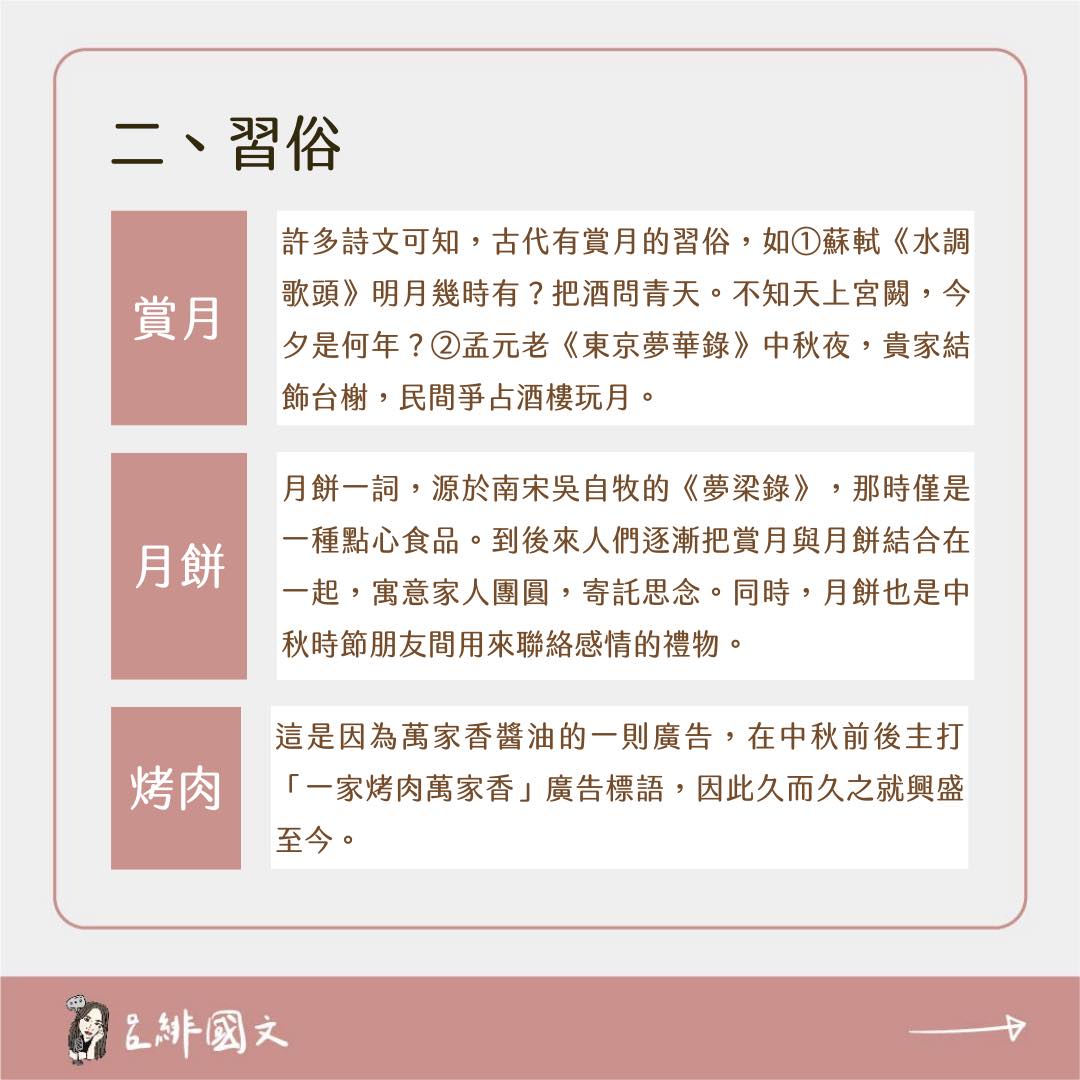 二、習俗
賞月
許多詩文可知，古代有賞月的習俗，如①蘇軾《水調
歌頭》明月幾時有？把酒問青天。不知天上宮闕，今
夕是何年？②孟元老《東京夢華錄》中秋夜，貴家結
飾台榭，民間爭占酒樓玩月。
月餅
月餅一詞，源於南宋吳自牧的《夢梁錄》，那時僅是
一種點心食品。到後來人們逐漸把賞月與月餅結合在
一起，寓意家人團圓，寄託思念。同時，月餅也是中
秋時節朋友間用來聯絡感情的禮物。
烤肉
這是因為萬家香醬油的一則廣告，在中秋前後主打
「一家烤肉萬家香」廣告標語，因此久而久之就興盛
至今。
呂緋國文